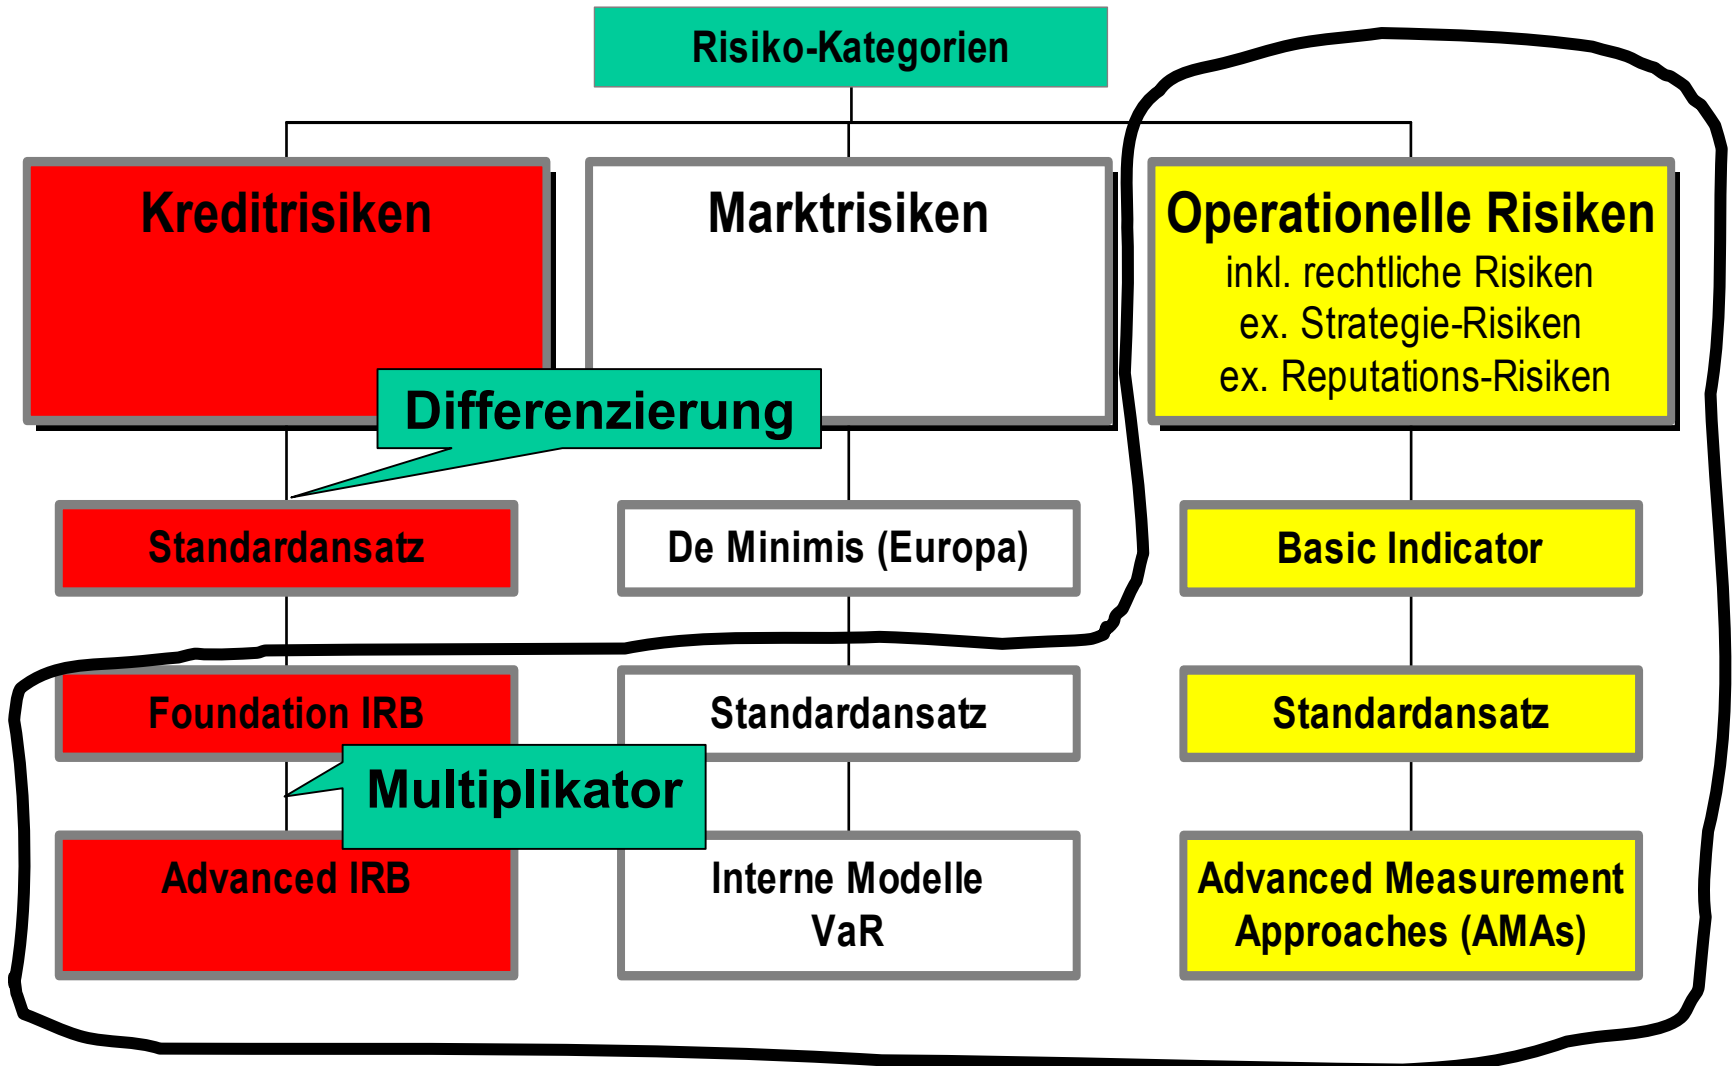 Risiko-Kategorien
Kreditrisiken
Marktrisiken
Operationelle Risiken
inkl. rechtliche Risiken
ex. Strategie-Risiken
ex. Reputations-Risiken
Differenzierung
Standardansatz
De Minimis (Europa)
Basic Indicator
Foundation IRB
Standardansatz
Standardansatz
Multiplikator
Advanced IRB
Interne Modelle
VaR
Advanced Measurement
Approaches (AMAs)